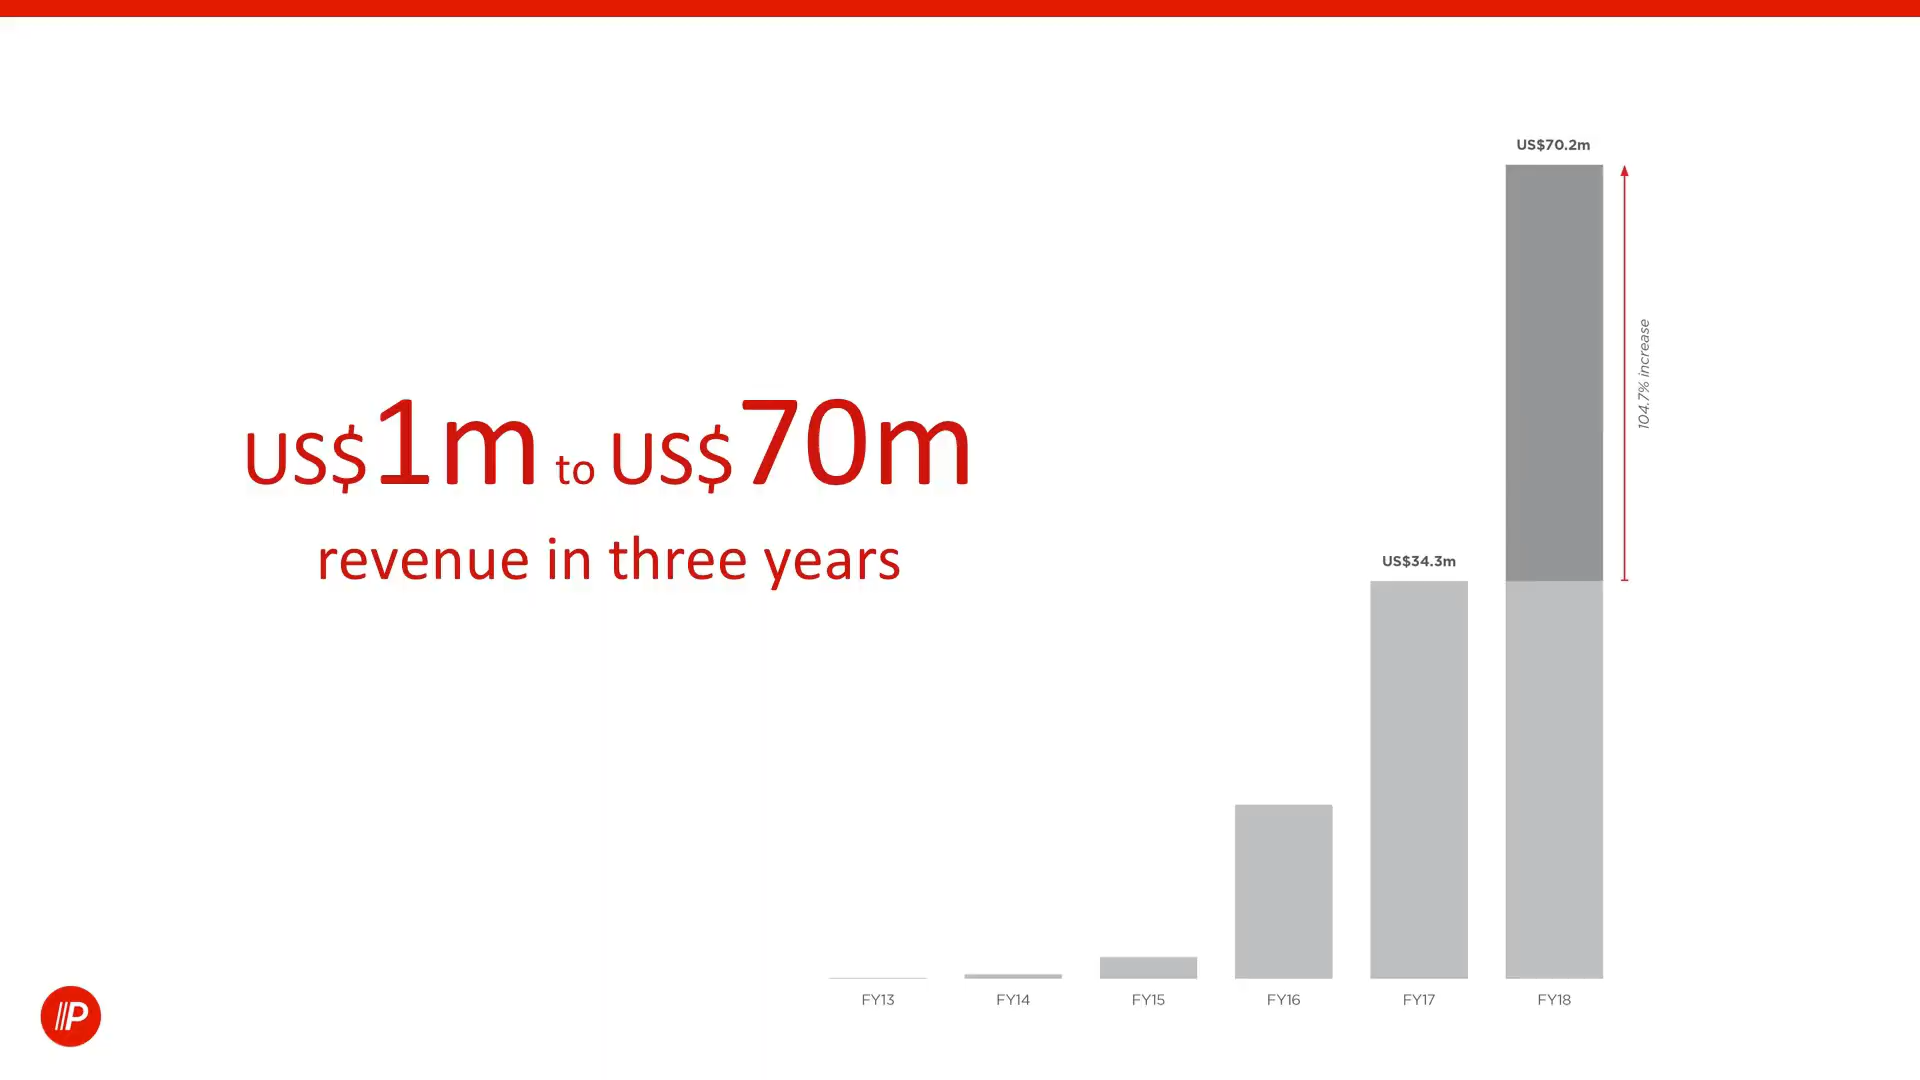 US$1m to US$70m
revenue in three years
US$70.2m
104.7% increase
US$34.3m
FY13 FY14 FY15 FY16 FY17 FY18
P